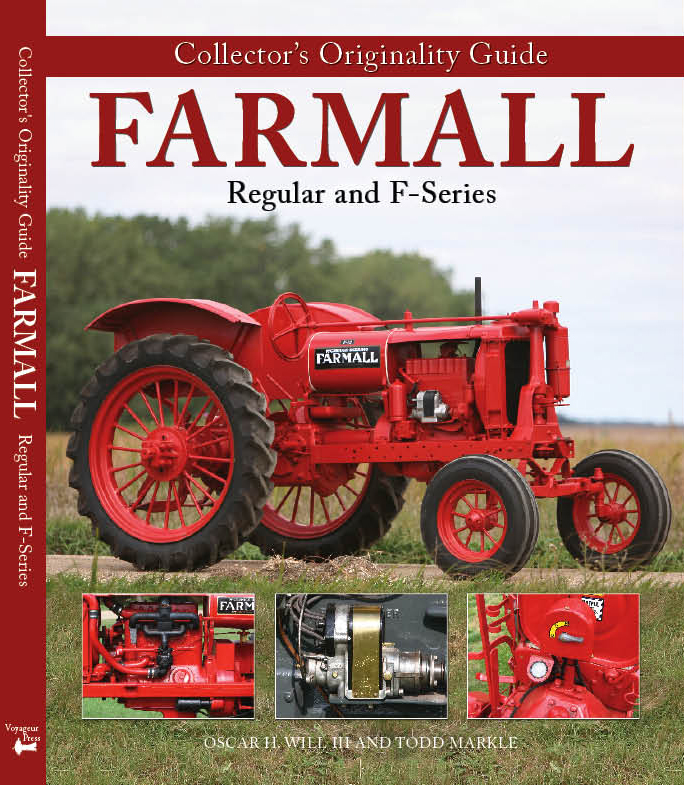 Collector's Originality Guide
FARMALL
Regular and F-Series
Collector's Originality Guide FARMALL Regular and F-Series
Voyageur
Press
F-12
FARMALL
FARM
OSCAR H. WILL III AND TODD MARKLE